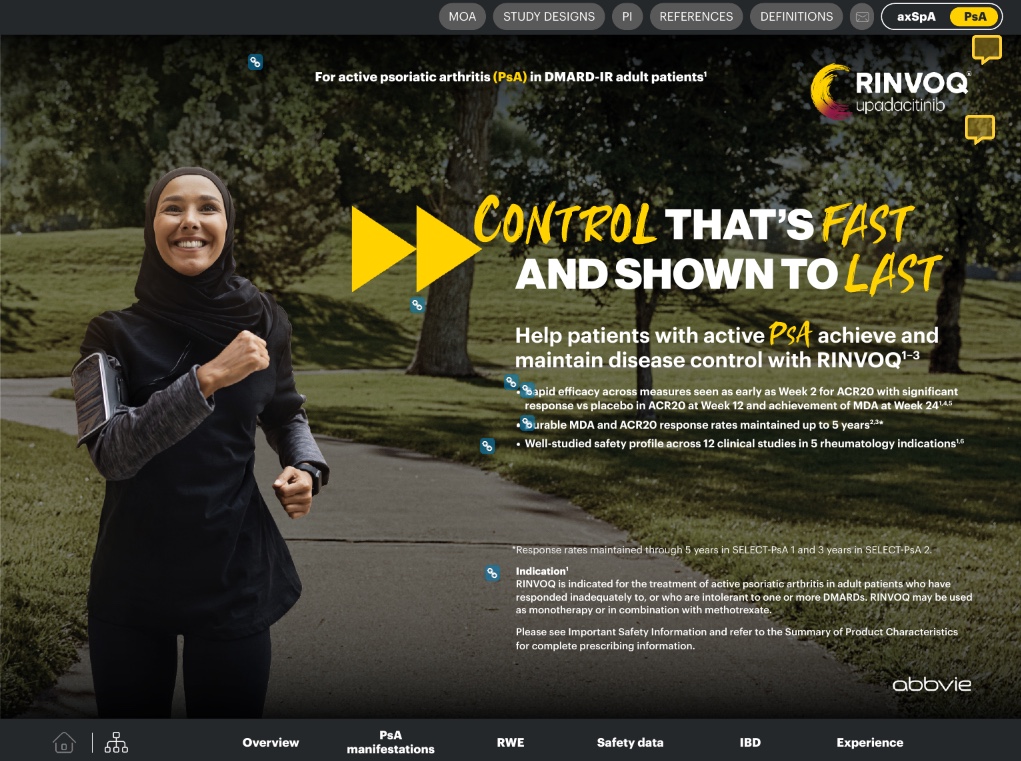 MOA
STUDY DESIGNS
PI
REFERENCES
DEFINITIONS
axSpA
PsA
For active psoriatic arthritis (PsA) in DMARD-IR adult patients¹
RINVOQ®
upadacitinib
CONTROL THAT'S FAST
AND SHOWN TO LAST
Help patients with active PsA achieve and
maintain disease control with RINVOQ¹⁻³
• apid efficacy across measures seen as early as Week 2 for ACR20 with significant
response vs placebo in ACR20 at Week 12 and achievement of MDA at Week 24¹,⁴,⁵
• urable MDA and ACR20 response rates maintained up to 5 years²,³*
• Well-studied safety profile across 12 clinical studies in 5 rheumatology indications¹,⁶
*Response rates maintained through 5 years in SELECT-PsA 1 and 3 years in SELECT-PsA 2.
Indication¹
RINVOQ is indicated for the treatment of active psoriatic arthritis in adult patients who have
responded inadequately to, or who are intolerant to one or more DMARDs. RINVOQ may be used
as monotherapy or in combination with methotrexate.
Please see Important Safety Information and refer to the Summary of Product Characteristics
for complete prescribing information.
abbvie
Overview
PsA
manifestations
RWE
Safety data
IBD
Experience